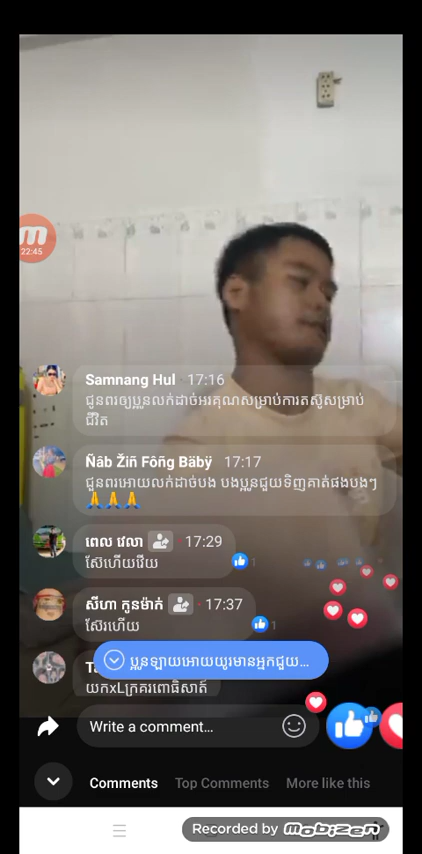 22:45
Samnang Hul 17:16
ជូនពរឲ្យប្អូនលក់ដាច់អរគុណសម្រាប់ការតស៊ូសម្រាប់
ជីវិត
Ñâb Žiñ Fôñg Bäbÿ 17:17
ជួនពរអោយលក់ដាច់បង បងប្អូនជួយទិញគាត់ផងបងៗ
🙏🙏🙏
ពេល វេលា · 17:29
ស៊ែហើយវើយ
1
សីហា កូនម៉ាក់ · 17:37
ស៊ែរហើយ
1
ប្អូនឡាយអោយយូរមានអ្នកជួយ...
យកxLក្រគរពោធិសាត៍
Write a comment...
Comments Top Comments More like this
Recorded by MOBIZEN